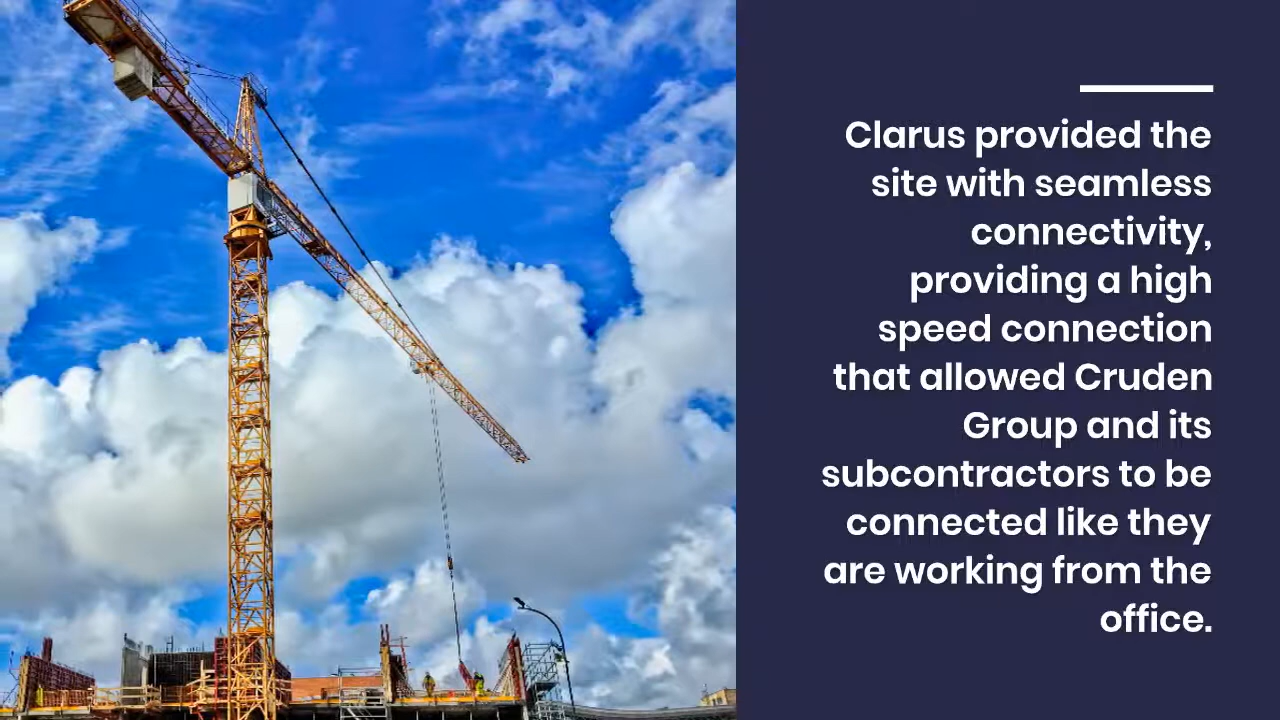 Clarus provided the
site with seamless
connectivity,
providing a high
speed connection
that allowed Cruden
Group and its
subcontractors to be
connected like they
are working from the
office.